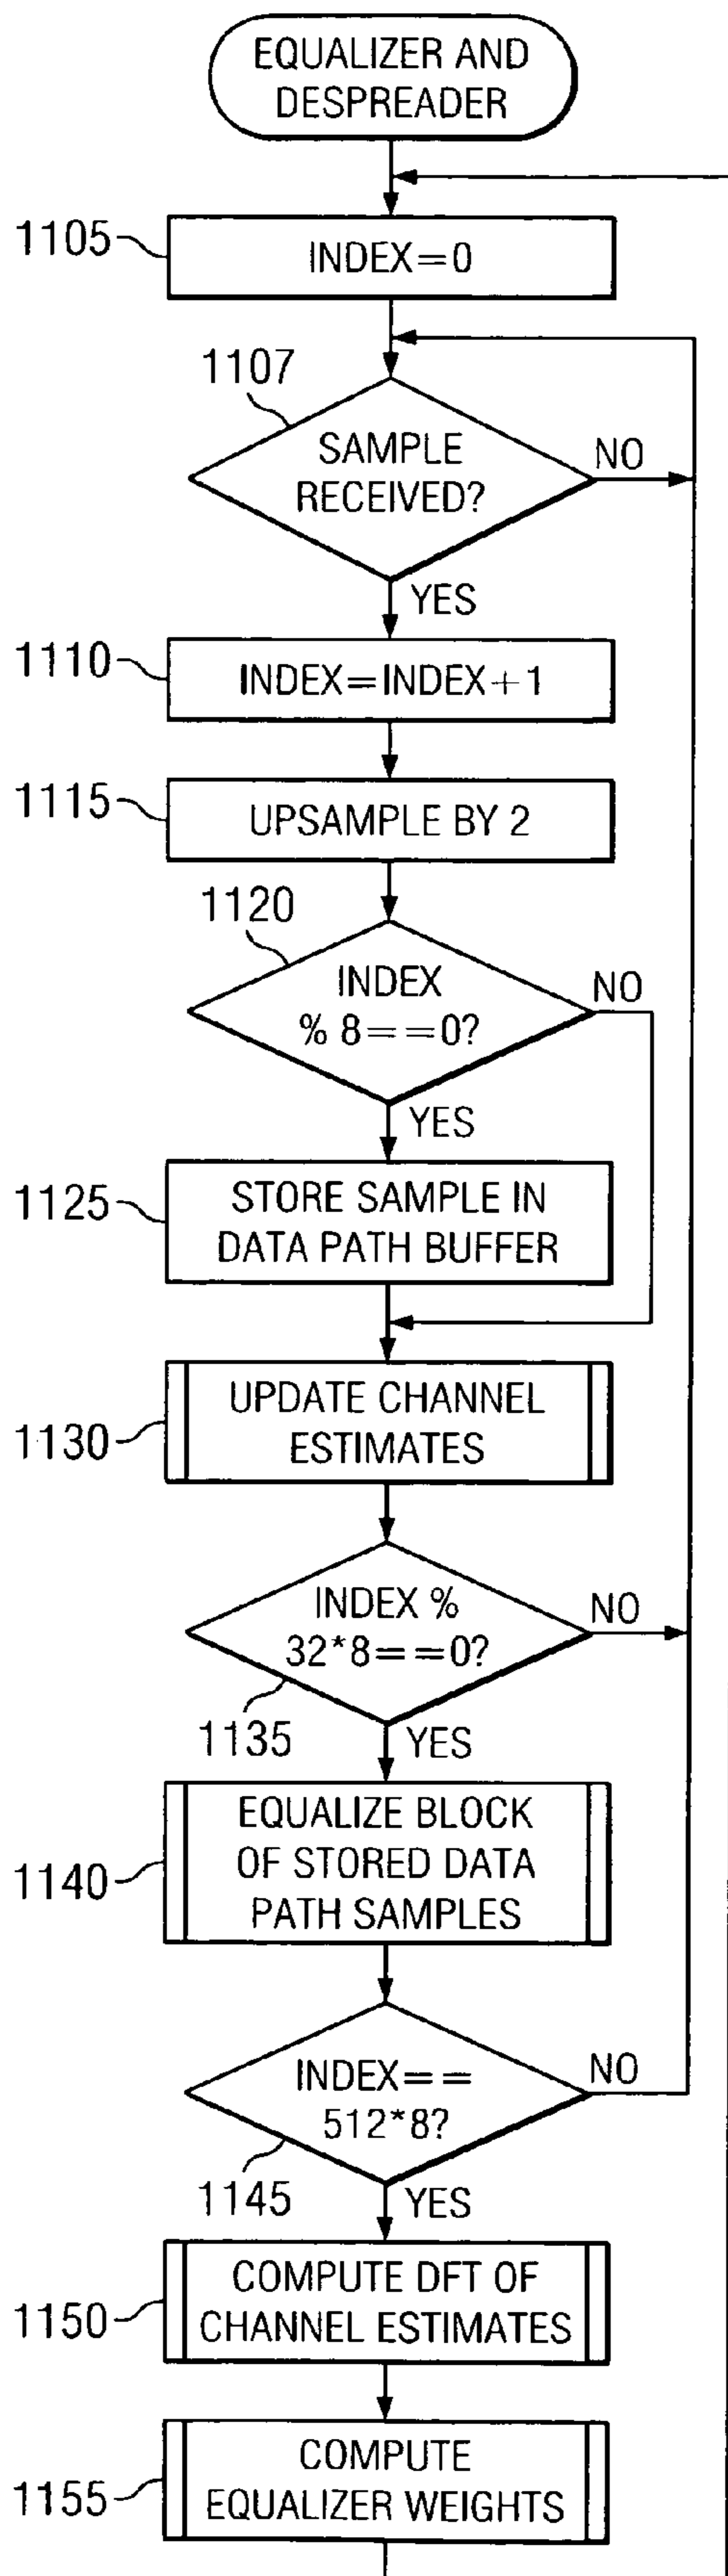 EQUALIZER AND
DESPREADER
1105
INDEX=0
1107
SAMPLE
RECEIVED?
NO
YES
1110
INDEX=INDEX+1
1115
UPSAMPLE BY 2
1120
INDEX
% 8==0?
NO
YES
1125
STORE SAMPLE IN
DATA PATH BUFFER
1130
UPDATE CHANNEL
ESTIMATES
INDEX %
32*8==0?
NO
1135
YES
1140
EQUALIZE BLOCK
OF STORED DATA
PATH SAMPLES
INDEX==
512*8?
NO
1145
YES
1150
COMPUTE DFT OF
CHANNEL ESTIMATES
1155
COMPUTE
EQUALIZER WEIGHTS